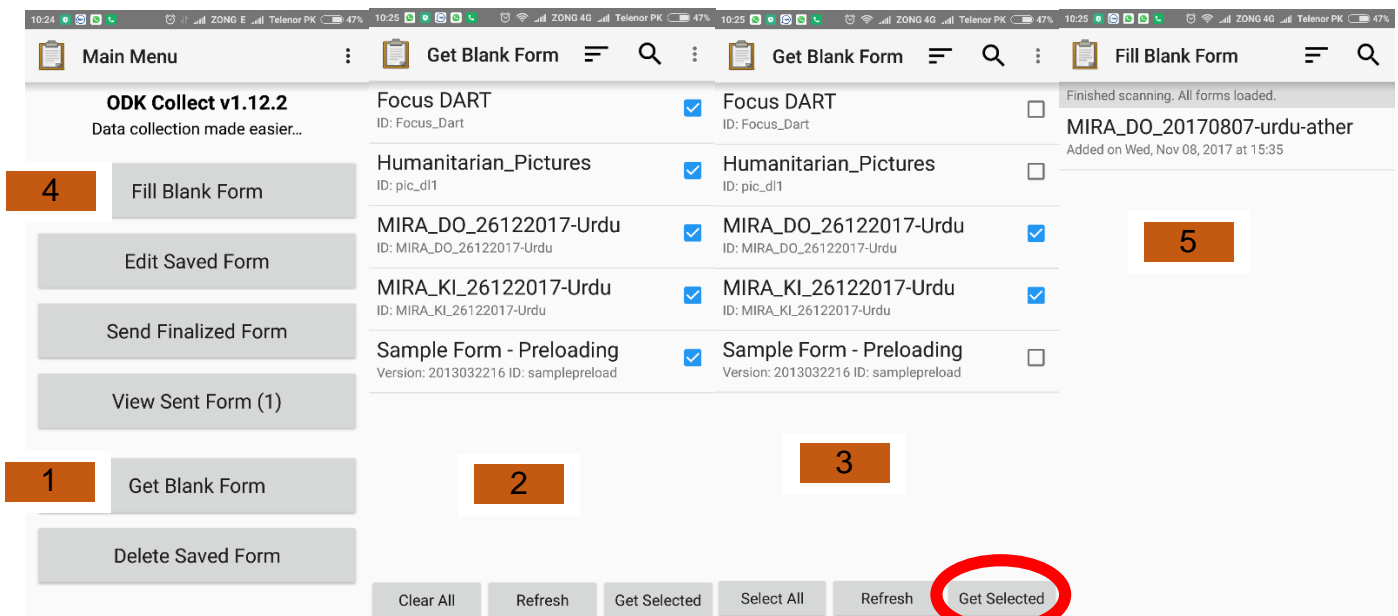 10:24 ZONG E Telenor PK 47%
Main Menu
ODK Collect v1.12.2
Data collection made easier...
4
Fill Blank Form
Edit Saved Form
Send Finalized Form
View Sent Form (1)
1
Get Blank Form
Delete Saved Form
10:25 ZONG 4G Telenor PK 47%
Get Blank Form
Focus DART
ID: Focus_Dart
Humanitarian_Pictures
ID: pic_dl1
MIRA_DO_26122017-Urdu
ID: MIRA_DO_26122017-Urdu
MIRA_KI_26122017-Urdu
ID: MIRA_KI_26122017-Urdu
Sample Form - Preloading
Version: 2013032216 ID: samplepreload
2
Clear All
Refresh
Get Selected
10:25 ZONG 4G Telenor PK 47%
Get Blank Form
Focus DART
ID: Focus_Dart
Humanitarian_Pictures
ID: pic_dl1
MIRA_DO_26122017-Urdu
ID: MIRA_DO_26122017-Urdu
MIRA_KI_26122017-Urdu
ID: MIRA_KI_26122017-Urdu
Sample Form - Preloading
Version: 2013032216 ID: samplepreload
3
Select All
Refresh
Get Selected
10:25 ZONG 4G Telenor PK 47%
Fill Blank Form
Finished scanning. All forms loaded.
MIRA_DO_20170807-urdu-ather
Added on Wed, Nov 08, 2017 at 15:35
5